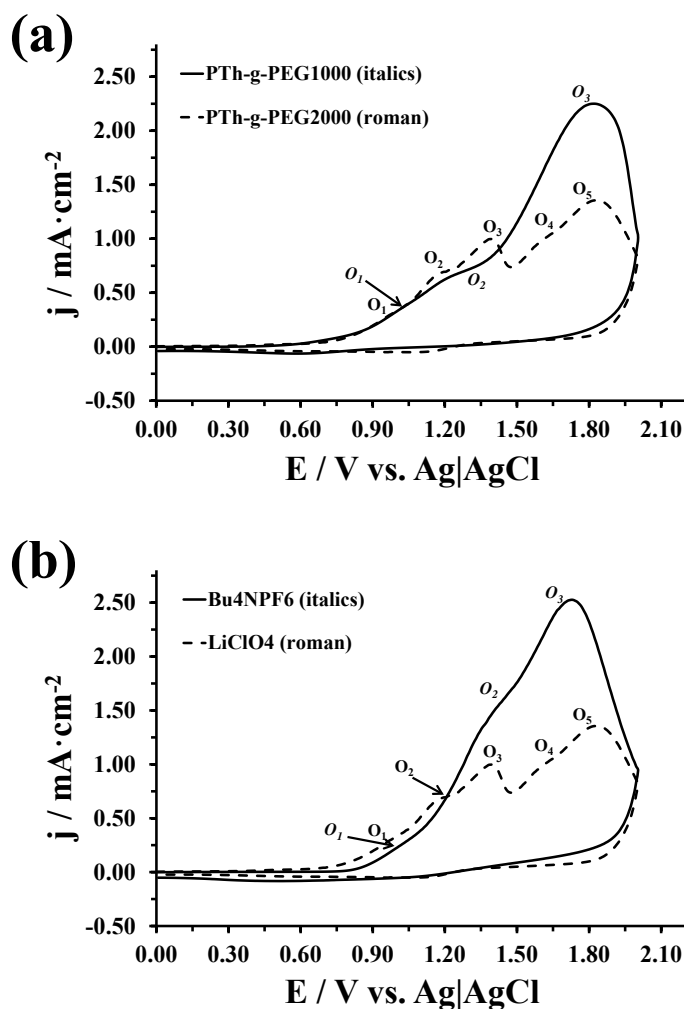 (a)
PTh-g-PEG1000 (italics)
PTh-g-PEG2000 (roman)
j / mA·cm-2
2.50
2.00
1.50
1.00
0.50
0.00
-0.50
O3
O5
O4
O3
O2
O2
O1
O1
0.00 0.30 0.60 0.90 1.20 1.50 1.80 2.10
E / V vs. Ag|AgCl
(b)
Bu4NPF6 (italics)
LiClO4 (roman)
j / mA·cm-2
2.50
2.00
1.50
1.00
0.50
0.00
-0.50
O3
O2
O5
O4
O3
O2
O1
O1
0.00 0.30 0.60 0.90 1.20 1.50 1.80 2.10
E / V vs. Ag|AgCl